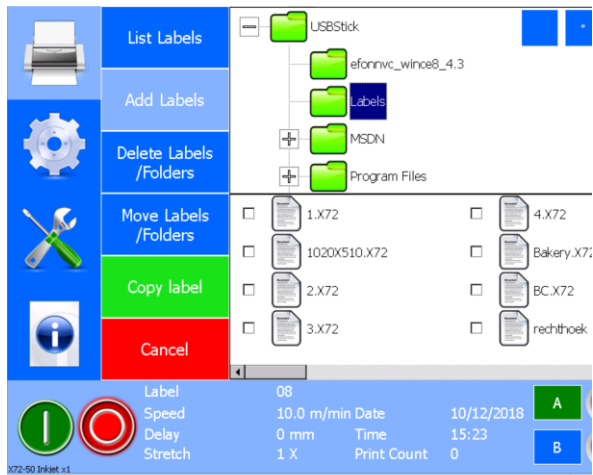 List Labels
Add Labels
Delete Labels
/Folders
Move Labels
/Folders
Copy label
Cancel
USBStick
efonnvc_wince8_4.3
Labels
MSDN
Program Files
1.X72
4.X72
1020X510.X72
Bakery.X72
2.X72
BC.X72
3.X72
rechthoek
Label 08
Speed 10.0 m/min Date 10/12/2018
Delay 0 mm Time 15:23
Stretch 1 X Print Count 0
A
B
X72-50 Inkjet x1